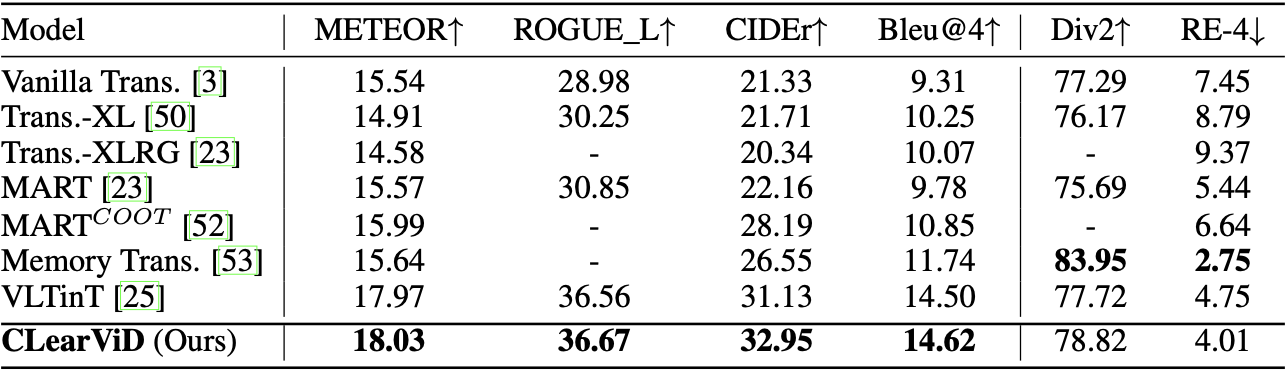 Model METEOR↑ ROGUE_L↑ CIDEr↑ Bleu@4↑ Div2↑ RE-4↓
Vanilla Trans. [3] 15.54 28.98 21.33 9.31 77.29 7.45
Trans.-XL [50] 14.91 30.25 21.71 10.25 76.17 8.79
Trans.-XLRG [23] 14.58 - 20.34 10.07 - 9.37
MART [23] 15.57 30.85 22.16 9.78 75.69 5.44
MART^COOT [52] 15.99 - 28.19 10.85 - 6.64
Memory Trans. [53] 15.64 - 26.55 11.74 83.95 2.75
VLTinT [25] 17.97 36.56 31.13 14.50 77.72 4.75
CLearViD (Ours) 18.03 36.67 32.95 14.62 78.82 4.01